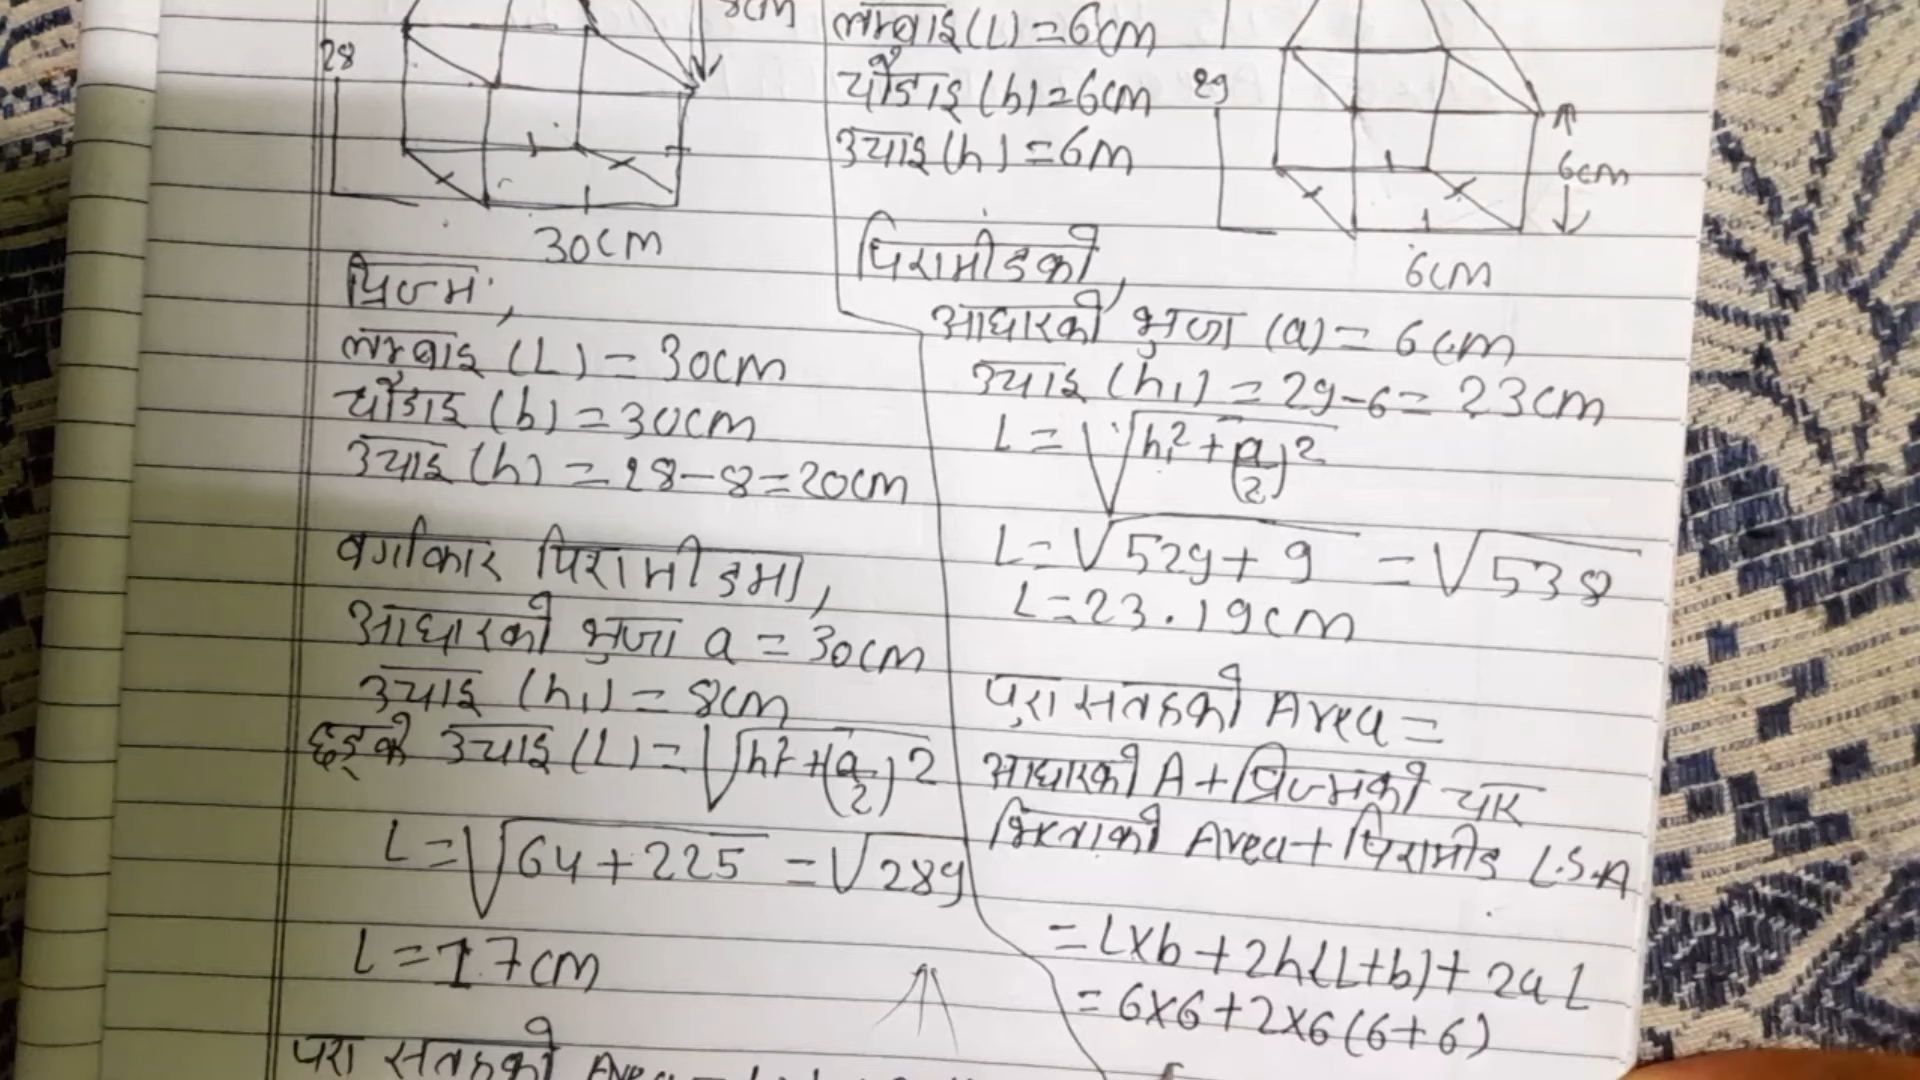 8cm
28
30cm
प्रिज्म,
लम्बाइ (L) = 30cm
चौडाइ (b) = 30cm
उचाइ (h) = 28-8=20cm
वर्गाकार पिरामीडमा,
आधारको भुजा a = 30cm
उचाइ (h₁) = 8cm
छड्के उचाइ (L) = √h₁²+(a/2)2
L=√64+225 = √289
L=17cm
पुरा सतहको Area =
लम्बाइ (L) =6cm
चौडाइ (b) =6cm
उचाइ (h) =6m
29
6cm
6cm
पिरामीडको,
आधारको भुजा (a) = 6cm
उचाइ (h₁) = 29-6= 23cm
L = √h₁²+(a/2)2
L=√529+9 = √538
L=23.19cm
पुरा सतहको Area =
आधारको A + प्रिज्मको चार
भित्ताको Area + पिरामीड L.S.A
= L×b + 2h(L+b) + 2al
= 6×6+2×6(6+6)